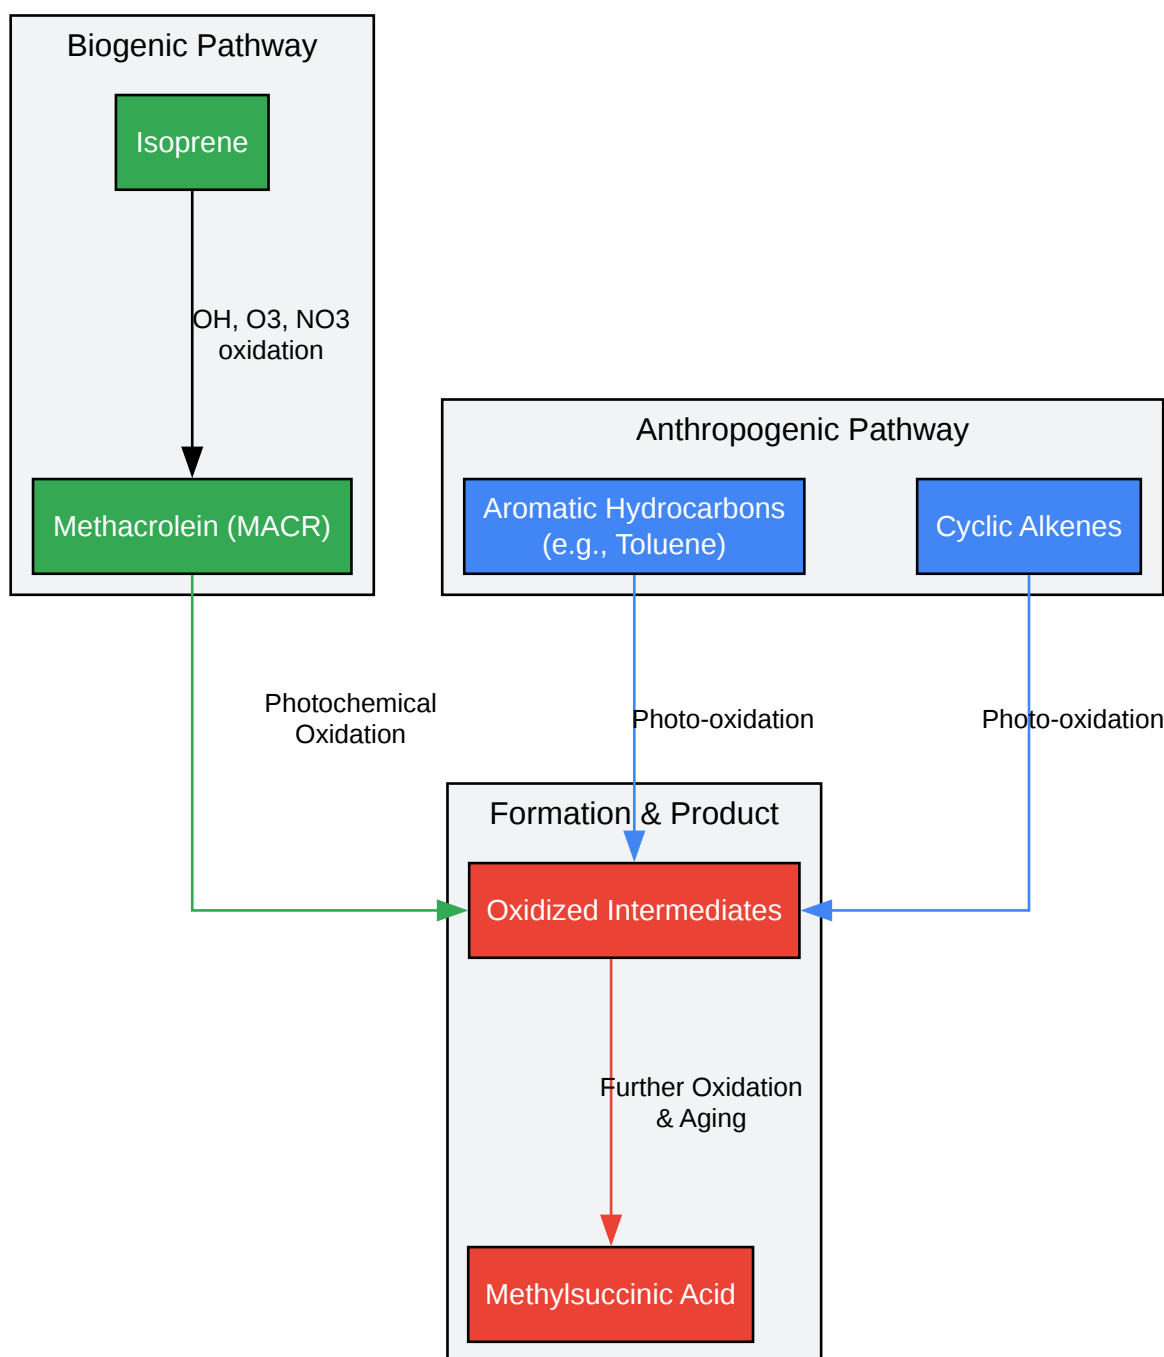 Biogenic Pathway
Isoprene
OH, O3, NO3
oxidation
Methacrolein (MACR)
Anthropogenic Pathway
Aromatic Hydrocarbons
(e.g., Toluene)
Cyclic Alkenes
Photochemical
Oxidation
Photo-oxidation
Photo-oxidation
Formation & Product
Oxidized Intermediates
Further Oxidation
& Aging
Methylsuccinic Acid